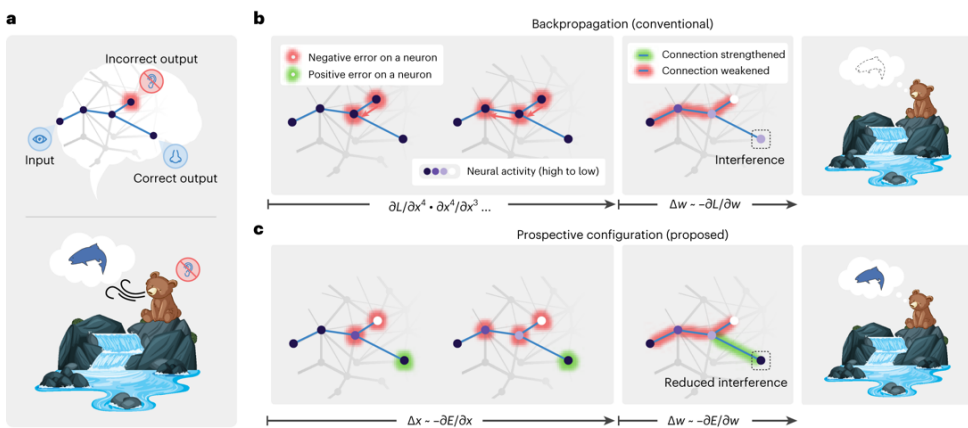 a
Incorrect output
Input
Correct output
b
Backpropagation (conventional)
Negative error on a neuron
Positive error on a neuron
Neural activity (high to low)
Connection strengthened
Connection weakened
Interference
∂L/∂x⁴ • ∂x⁴/∂x³ ...
Δw ~ −∂L/∂w
c
Prospective configuration (proposed)
Reduced interference
Δx ~ −∂E/∂x
Δw ~ −∂E/∂w